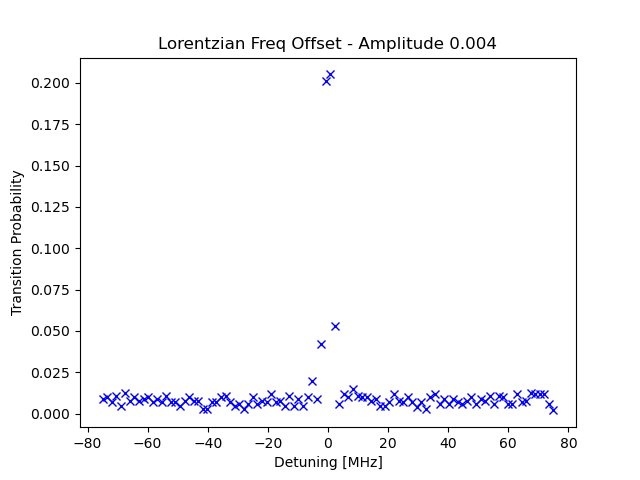 Lorentzian Freq Offset - Amplitude 0.004
Transition Probability
0.200
0.175
0.150
0.125
0.100
0.075
0.050
0.025
0.000
−80 −60 −40 −20 0 20 40 60 80
Detuning [MHz]